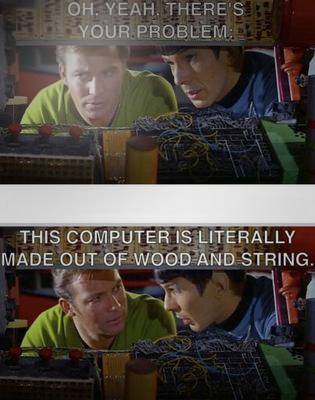 OH, YEAH, THERE'S
YOUR PROBLEM:
THIS COMPUTER IS LITERALLY
MADE OUT OF WOOD AND STRING.